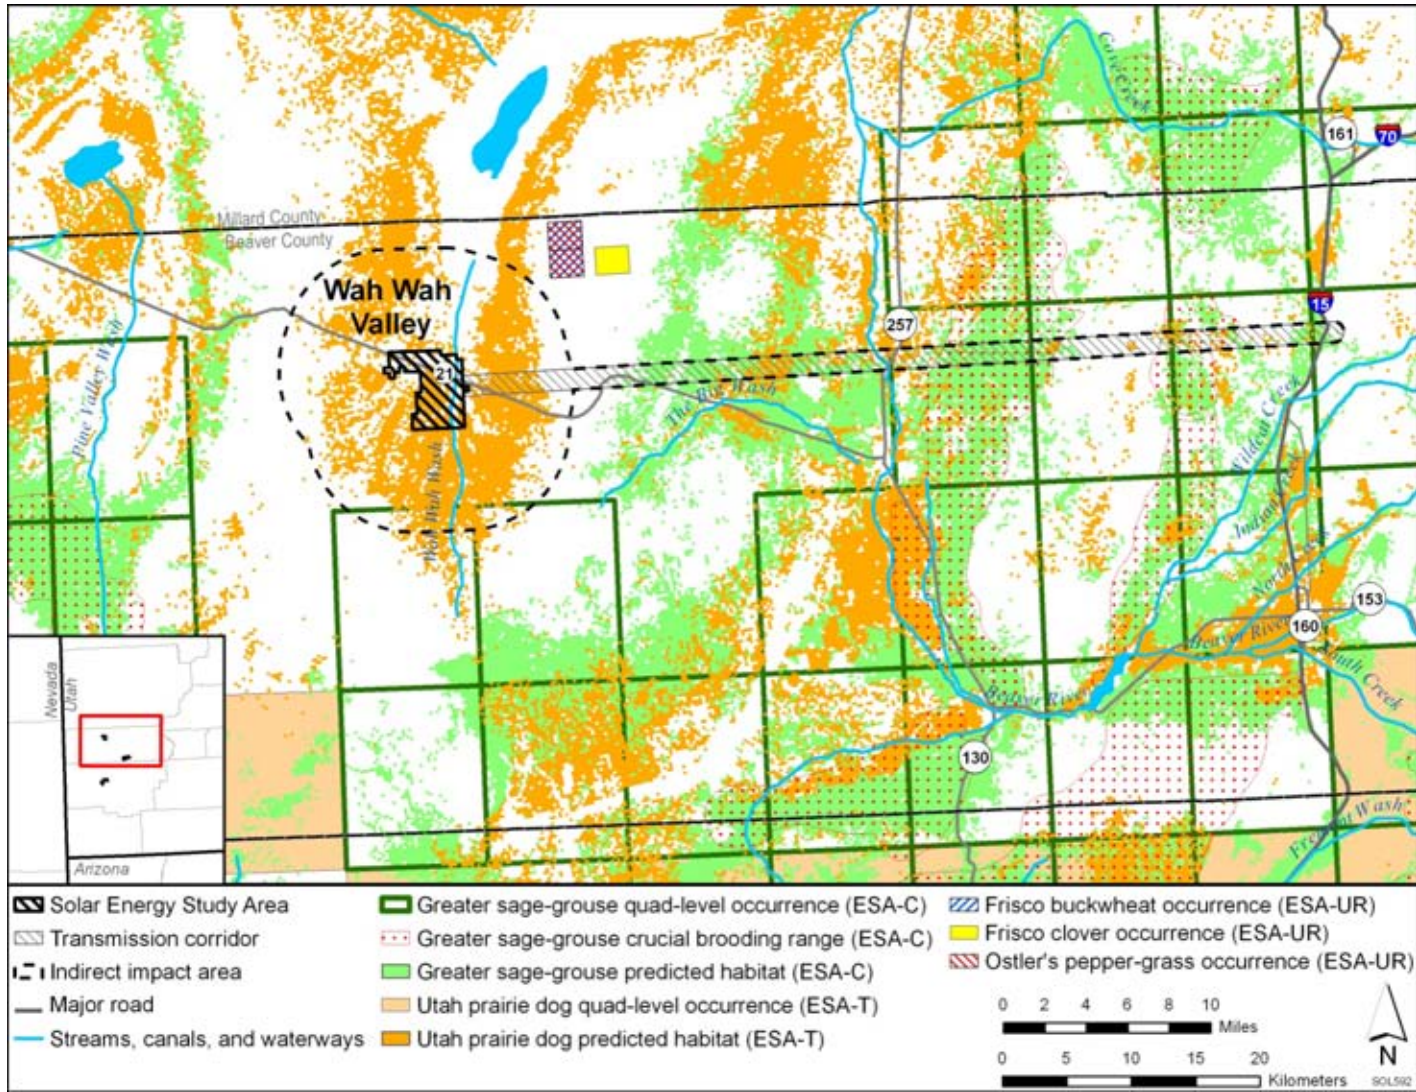 Cove Creek
161
70
Millard County
Beaver County
Wah Wah
Valley
257
15
21
Pine Valley Wash
The Big Wash
Wildcat Creek
Wah Wah Wash
Indian Creek
North Creek
153
160
Beaver River
South Creek
Beaver River
130
Fremont Wash
Nevada
Utah
Arizona
Solar Energy Study Area
Transmission corridor
Indirect impact area
Major road
Streams, canals, and waterways
Greater sage-grouse quad-level occurrence (ESA-C)
Greater sage-grouse crucial brooding range (ESA-C)
Greater sage-grouse predicted habitat (ESA-C)
Utah prairie dog quad-level occurrence (ESA-T)
Utah prairie dog predicted habitat (ESA-T)
Frisco buckwheat occurrence (ESA-UR)
Frisco clover occurrence (ESA-UR)
Ostler's pepper-grass occurrence (ESA-UR)
0 2 4 6 8 10
Miles
0 5 10 15 20
Kilometers
N
SOL592